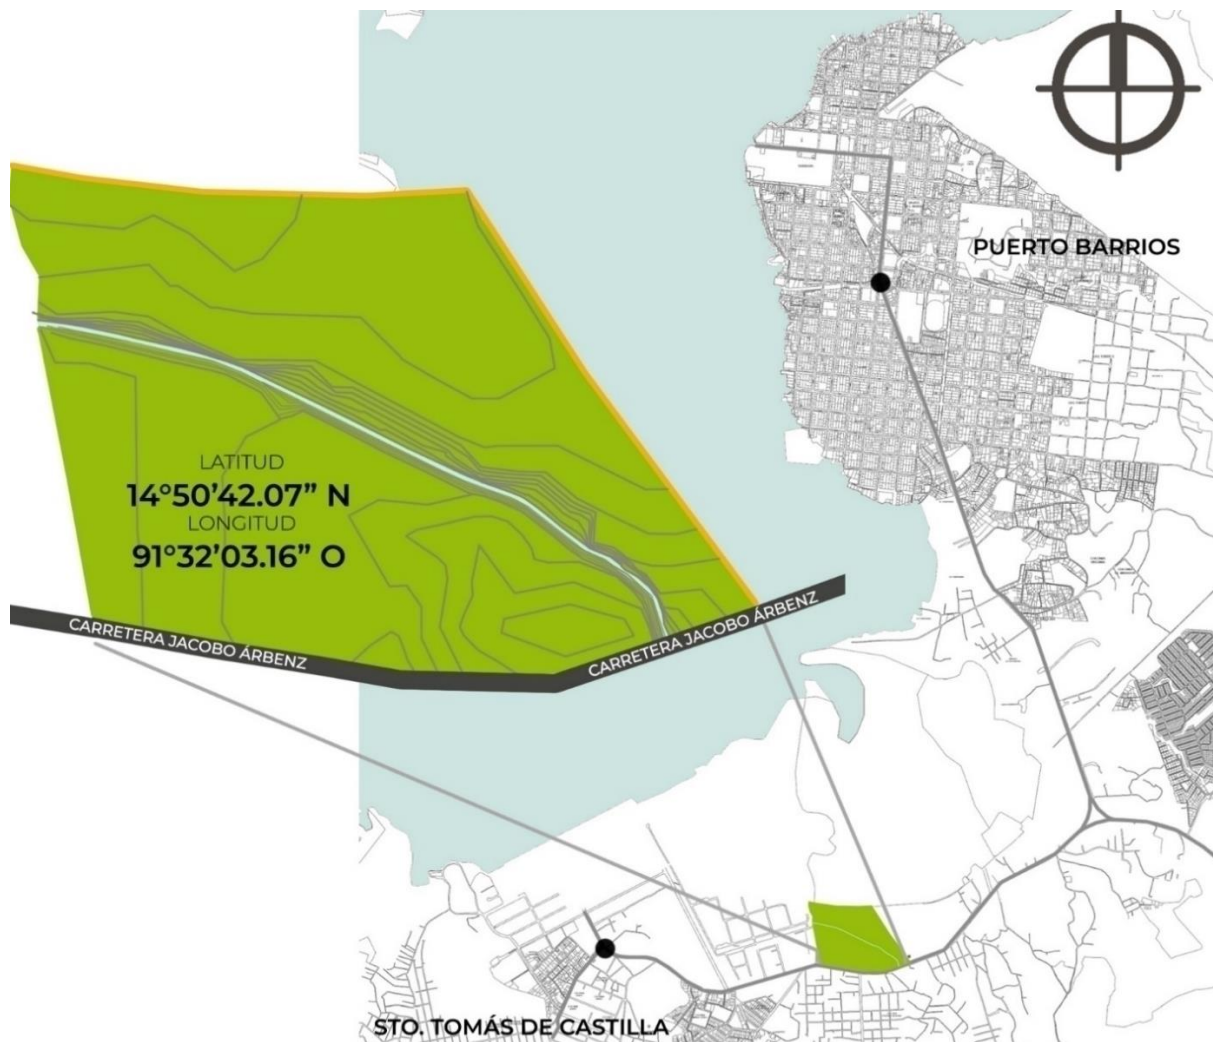 PUERTO BARRIOS
LATITUD
14°50’42.07” N
LONGITUD
91°32’03.16” O
CARRETERA JACOBO ÁRBENZ
CARRETERA JACOBO ÁRBENZ
STO. TOMÁS DE CASTILLA